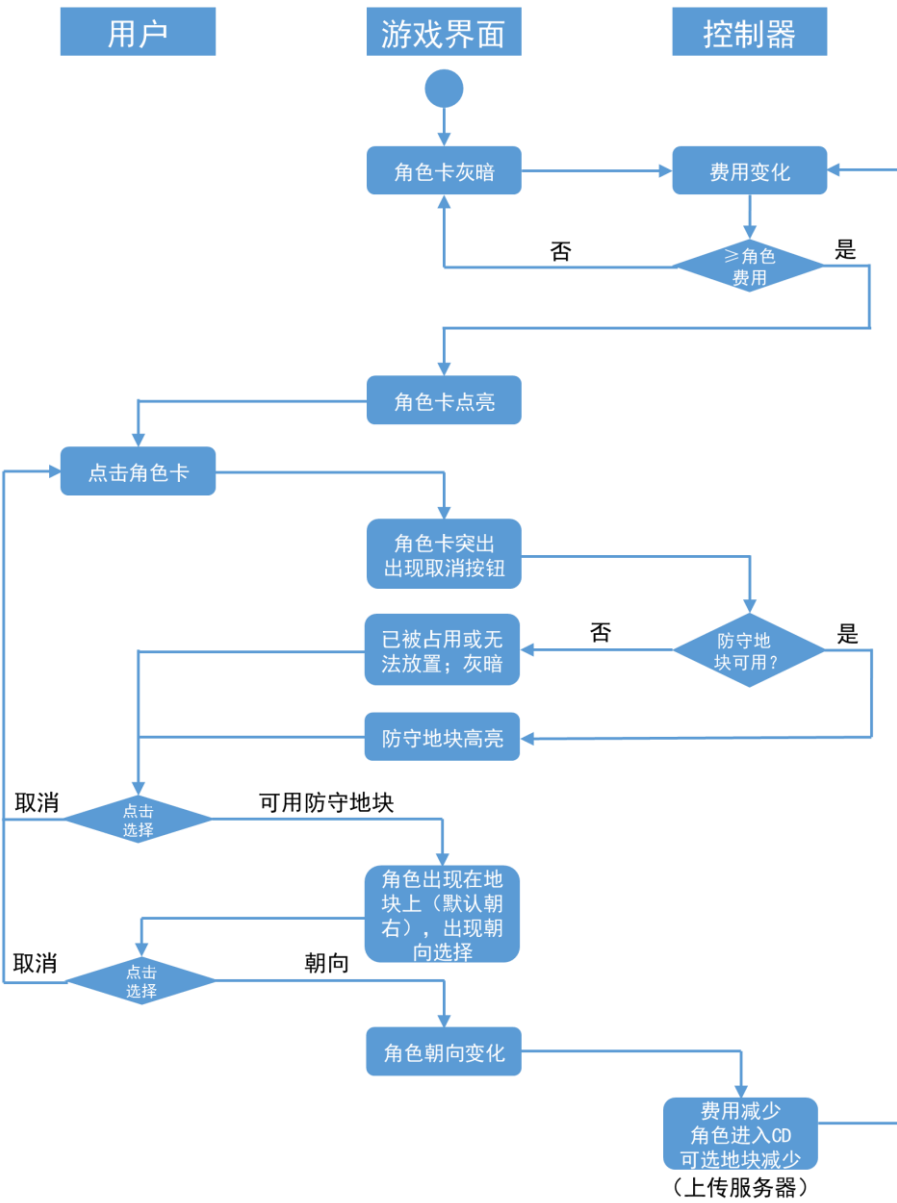 用户
游戏界面
控制器
角色卡灰暗
费用变化
否
是
≥角色
费用
角色卡点亮
点击角色卡
角色卡突出
出现取消按钮
已被占用或无
法放置；灰暗
否
防守地
块可用？
是
防守地块高亮
取消
点击
选择
可用防守地块
角色出现在地
块上（默认朝
右），出现朝
向选择
取消
点击
选择
朝向
角色朝向变化
费用减少
角色进入CD
可选地块减少
（上传服务器）